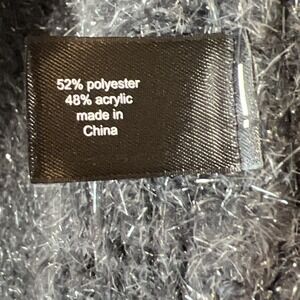 52% polyester
48% acrylic
made in
China